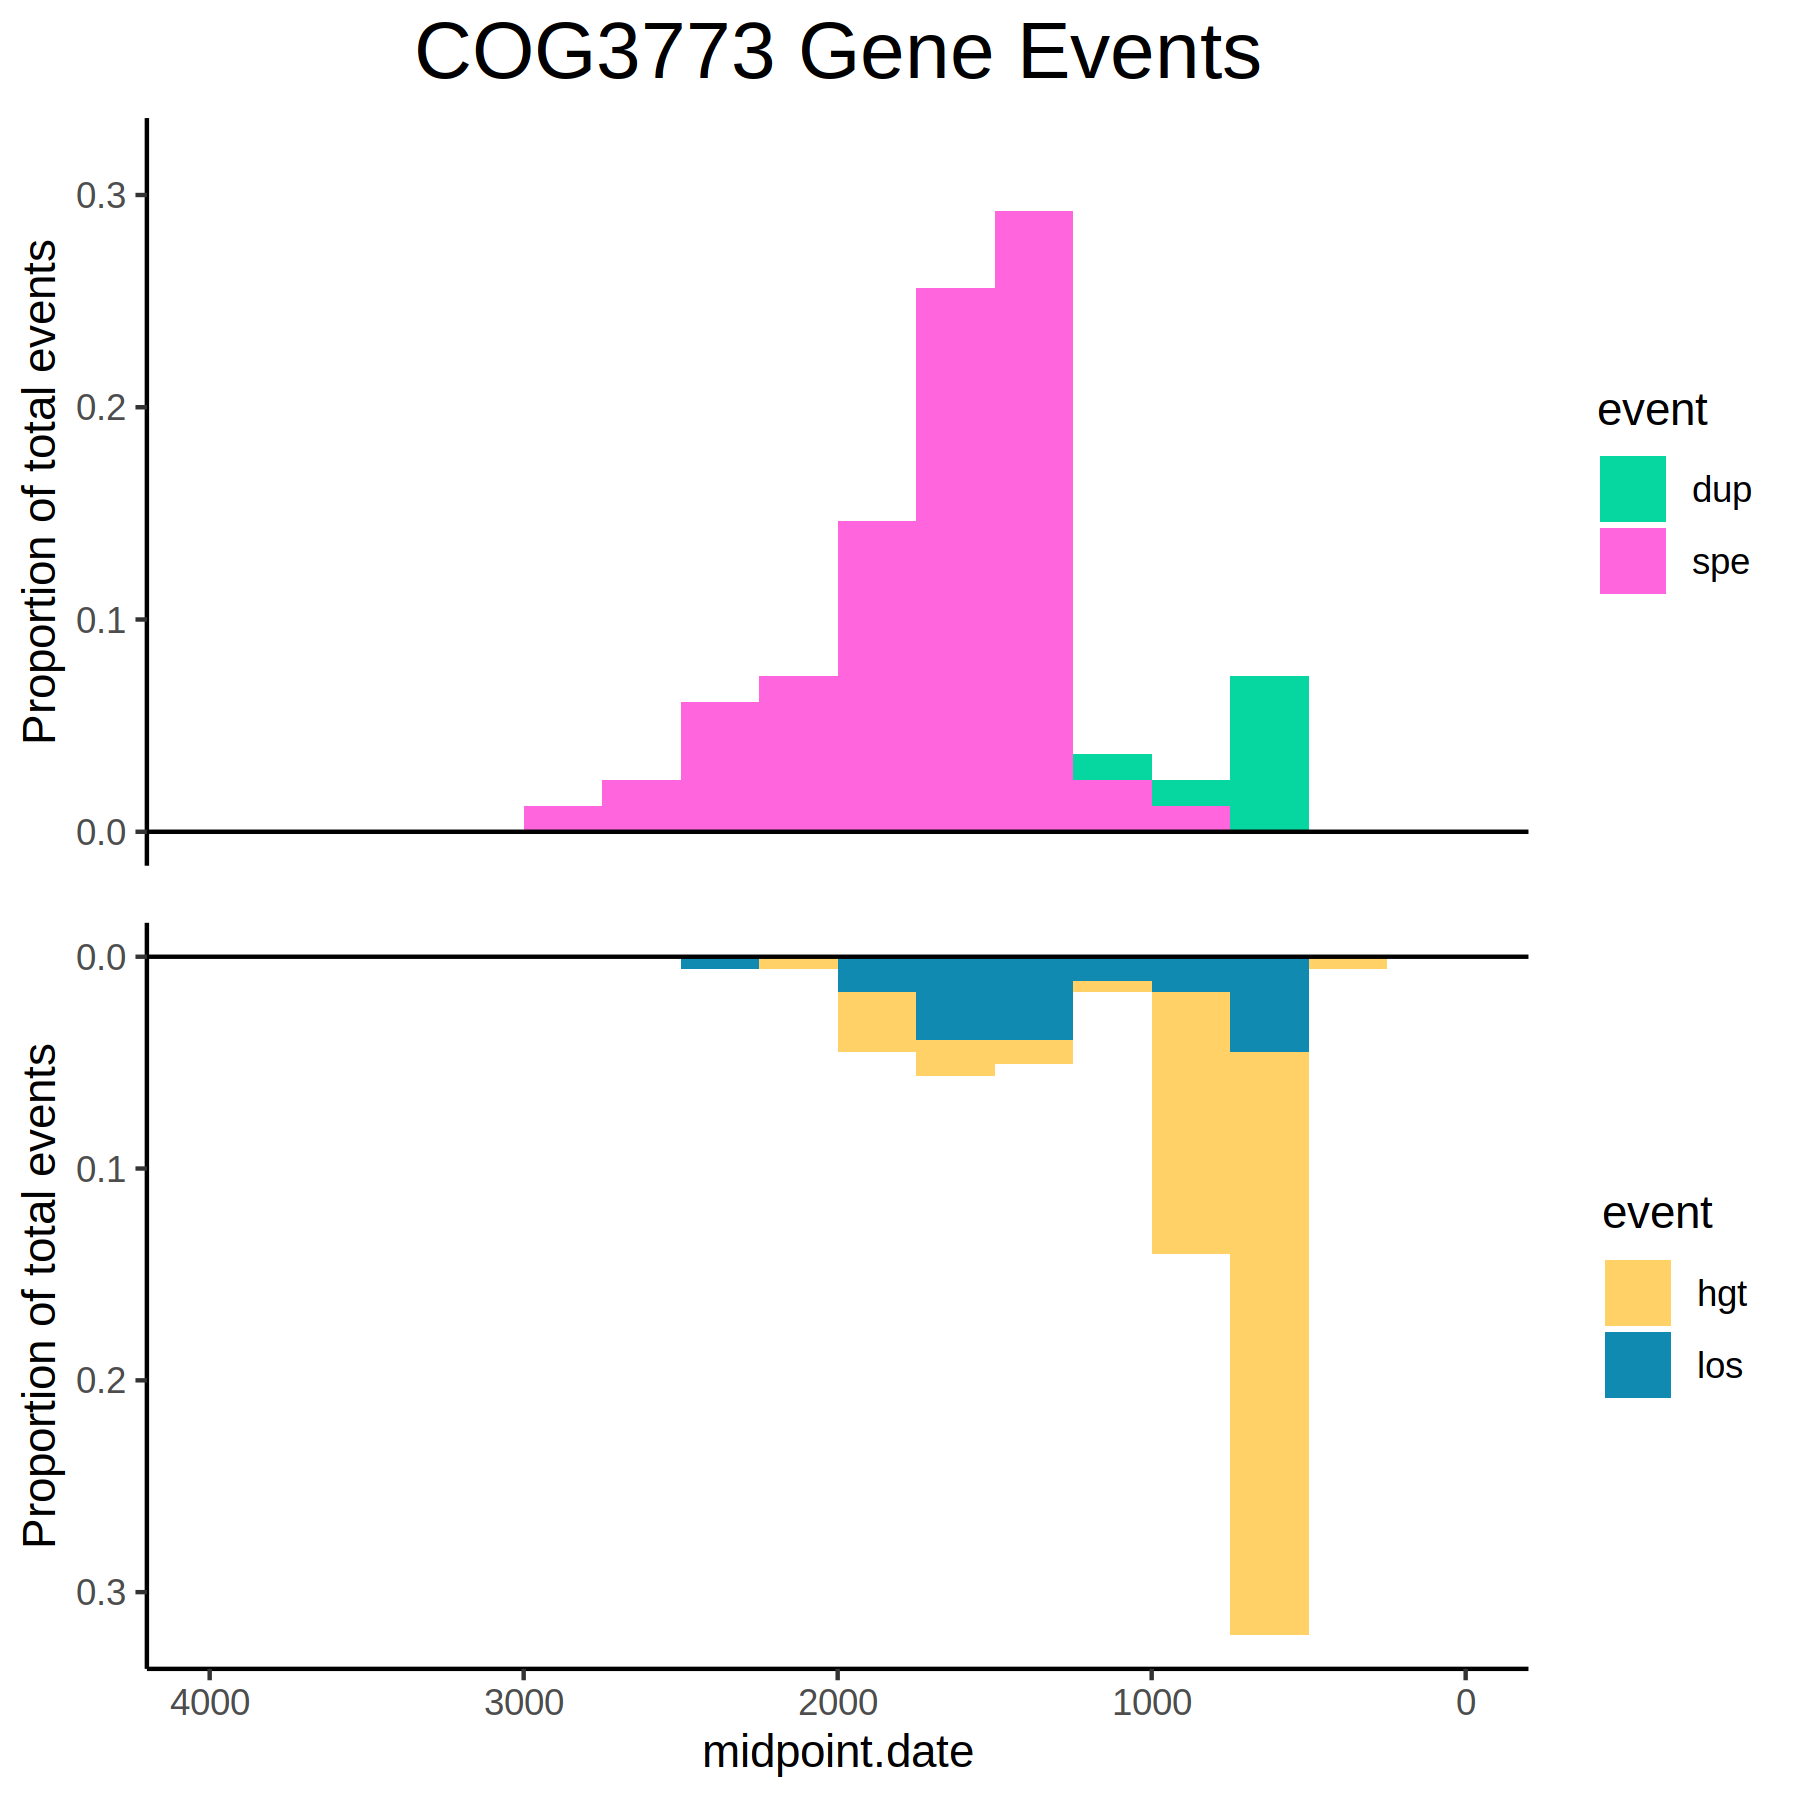 COG3773 Gene Events
Proportion of total events
0.3
0.2
0.1
0.0
event
dup
spe
Proportion of total events
0.0
0.1
0.2
0.3
event
hgt
los
4000 3000 2000 1000 0
midpoint.date